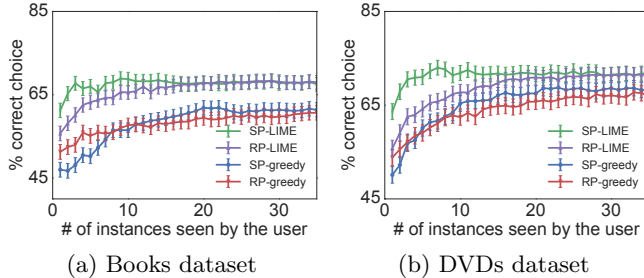 85
65
45
% correct choice
SP-LIME
RP-LIME
SP-greedy
RP-greedy
0 10 20 30
# of instances seen by the user
(a) Books dataset
85
65
45
% correct choice
SP-LIME
RP-LIME
SP-greedy
RP-greedy
0 10 20 30
# of instances seen by the user
(b) DVDs dataset